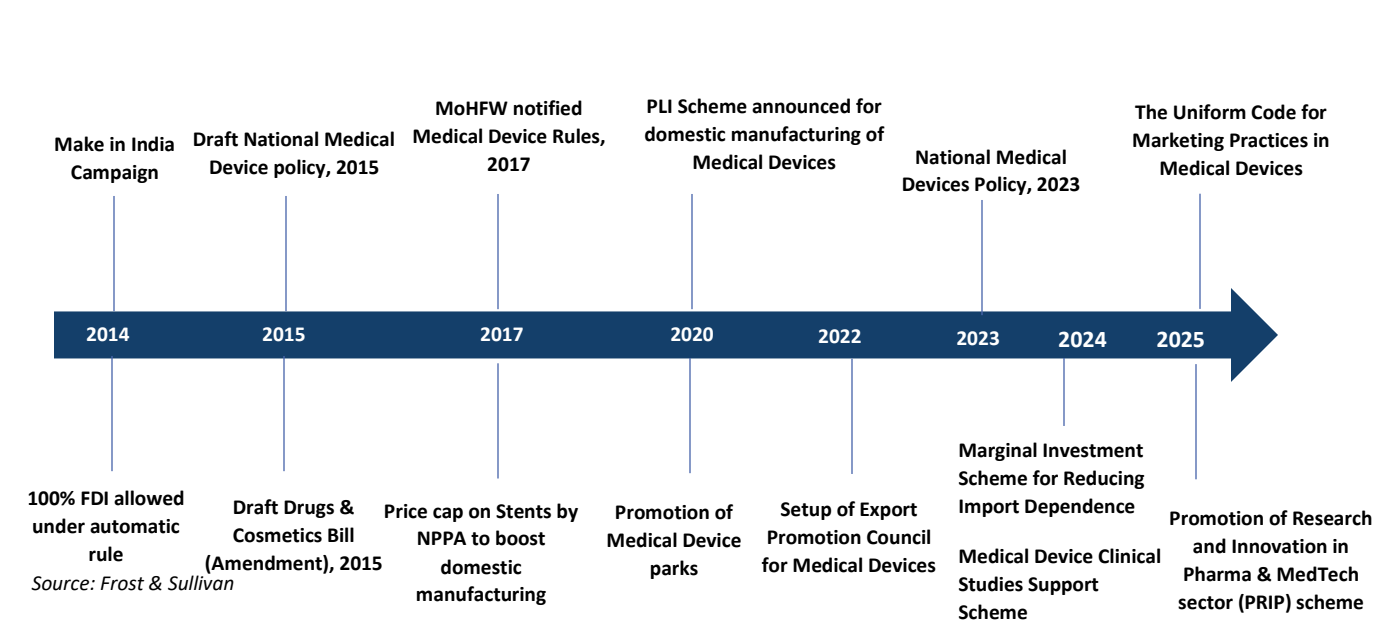 Make in India
Campaign
Draft National Medical
Device policy, 2015
MoHFW notified
Medical Device Rules,
2017
PLI Scheme announced for
domestic manufacturing of
Medical Devices
National Medical
Devices Policy, 2023
The Uniform Code for
Marketing Practices in
Medical Devices
2014
2015
2017
2020
2022
2023
2024
2025
100% FDI allowed
under automatic
rule
Draft Drugs &
Cosmetics Bill
(Amendment), 2015
Price cap on Stents by
NPPA to boost
domestic
manufacturing
Promotion of
Medical Device
parks
Setup of Export
Promotion Council
for Medical Devices
Marginal Investment
Scheme for Reducing
Import Dependence
Medical Device Clinical
Studies Support
Scheme
Promotion of Research
and Innovation in
Pharma & MedTech
sector (PRIP) scheme
Source: Frost & Sullivan